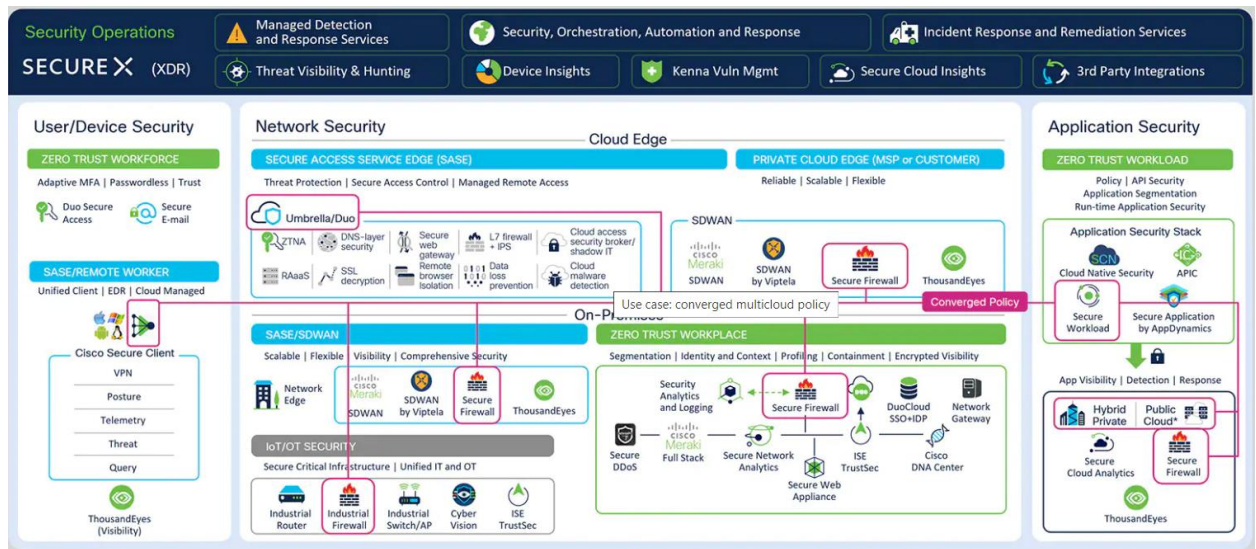 Security Operations
SECUREX (XDR)
Managed Detection
and Response Services
Security, Orchestration, Automation and Response
Incident Response and Remediation Services
Threat Visibility & Hunting
Device Insights
Kenna Vuln Mgmt
Secure Cloud Insights
3rd Party Integrations
User/Device Security
ZERO TRUST WORKFORCE
Adaptive MFA | Passwordless | Trust
Duo Secure
Access
Secure
E-mail
SASE/REMOTE WORKER
Unified Client | EDR | Cloud Managed
Cisco Secure Client
VPN
Posture
Telemetry
Threat
Query
ThousandEyes
(Visibility)
Network Security
Cloud Edge
SECURE ACCESS SERVICE EDGE (SASE)
Threat Protection | Secure Access Control | Managed Remote Access
Umbrella/Duo
ZTNA
DNS-layer
security
Secure
web
gateway
L7 firewall
+ IPS
Cloud access
security broker/
shadow IT
RAaaS
SSL
decryption
Remote
browser
Isolation
0101
1010
Data
loss
prevention
Cloud
malware
detection
PRIVATE CLOUD EDGE (MSP or CUSTOMER)
Reliable | Scalable | Flexible
SDWAN
CISCO
Meraki
SDWAN
SDWAN
by Viptela
Secure Firewall
ThousandEyes
Use case: converged multicloud policy
Converged Policy
On-Premises
SASE/SDWAN
Scalable | Flexible | Visibility | Comprehensive Security
Network
Edge
CISCO
Meraki
SDWAN
SDWAN
by Viptela
Secure
Firewall
ThousandEyes
IoT/OT SECURITY
Secure Critical Infrastructure | Unified IT and OT
Industrial
Router
Industrial
Firewall
Industrial
Switch/AP
Cyber
Vision
ISE
TrustSec
ZERO TRUST WORKPLACE
Segmentation | Identity and Context | Profiling | Containment | Encrypted Visibility
Security
Analytics
and Logging
Secure Firewall
DuoCloud
SSO+IDP
Network
Gateway
Secure
DDoS
CISCO
Meraki
Full Stack
Secure Network
Analytics
Secure Web
Appliance
ISE
TrustSec
Cisco
DNA Center
Application Security
ZERO TRUST WORKLOAD
Policy | API Security
Application Segmentation
Run-time Application Security
Application Security Stack
SCN
Cloud Native Security
APIC
Secure
Workload
Secure Application
by AppDynamics
App Visibility | Detection | Response
Hybrid
Private
Public
Cloud*
Secure
Cloud Analytics
Secure
Firewall
ThousandEyes